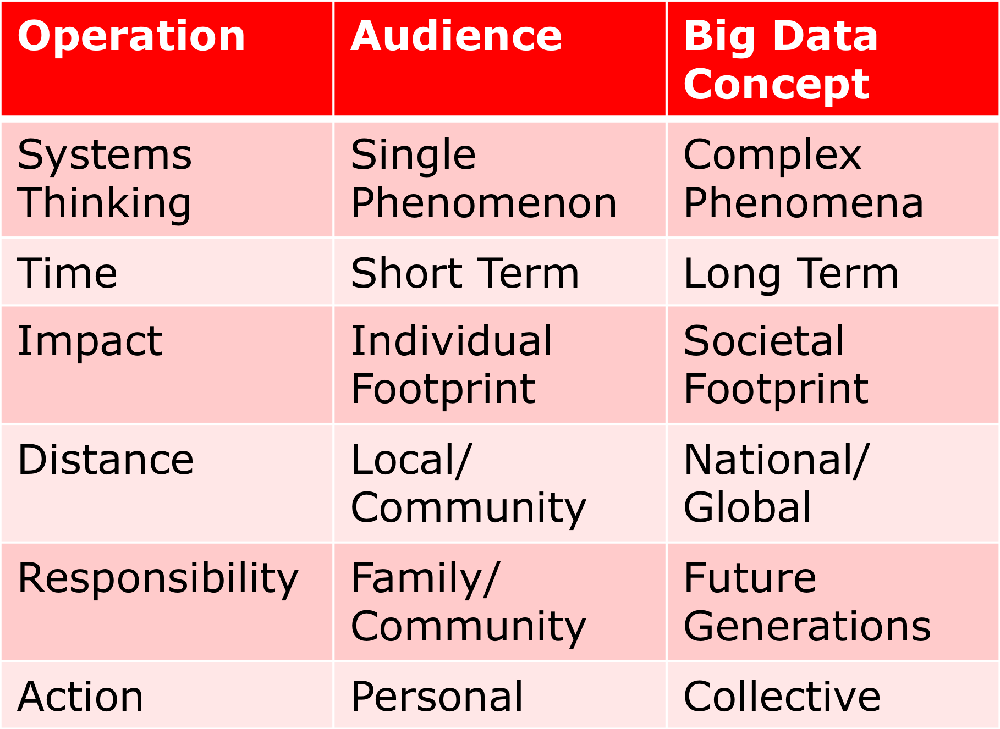 Operation
Audience
Big Data
Concept
Systems
Thinking
Single
Phenomenon
Complex
Phenomena
Time
Short Term
Long Term
Impact
Individual
Footprint
Societal
Footprint
Distance
Local/
Community
National/
Global
Responsibility
Family/
Community
Future
Generations
Action
Personal
Collective